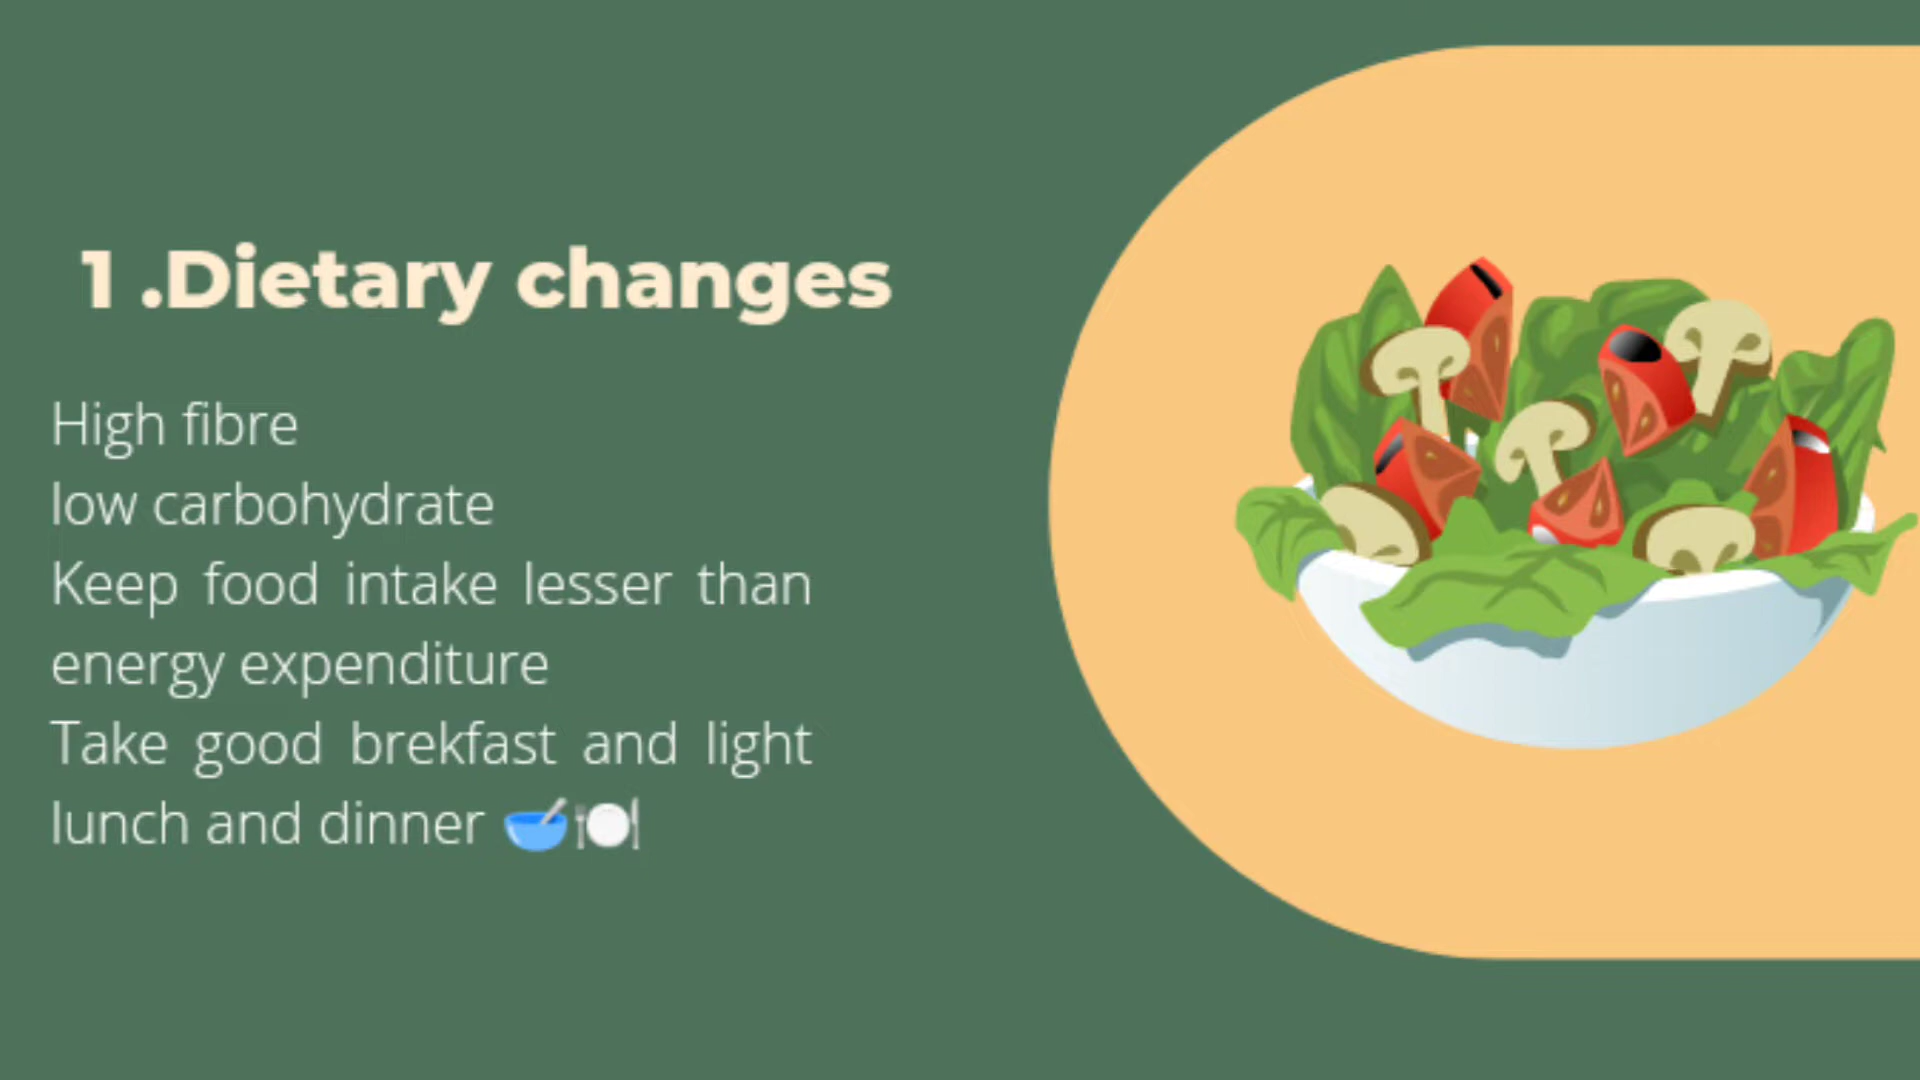 1 .Dietary changes
High fibre
low carbohydrate
Keep food intake lesser than
energy expenditure
Take good brekfast and light
lunch and dinner 🥣🍽️